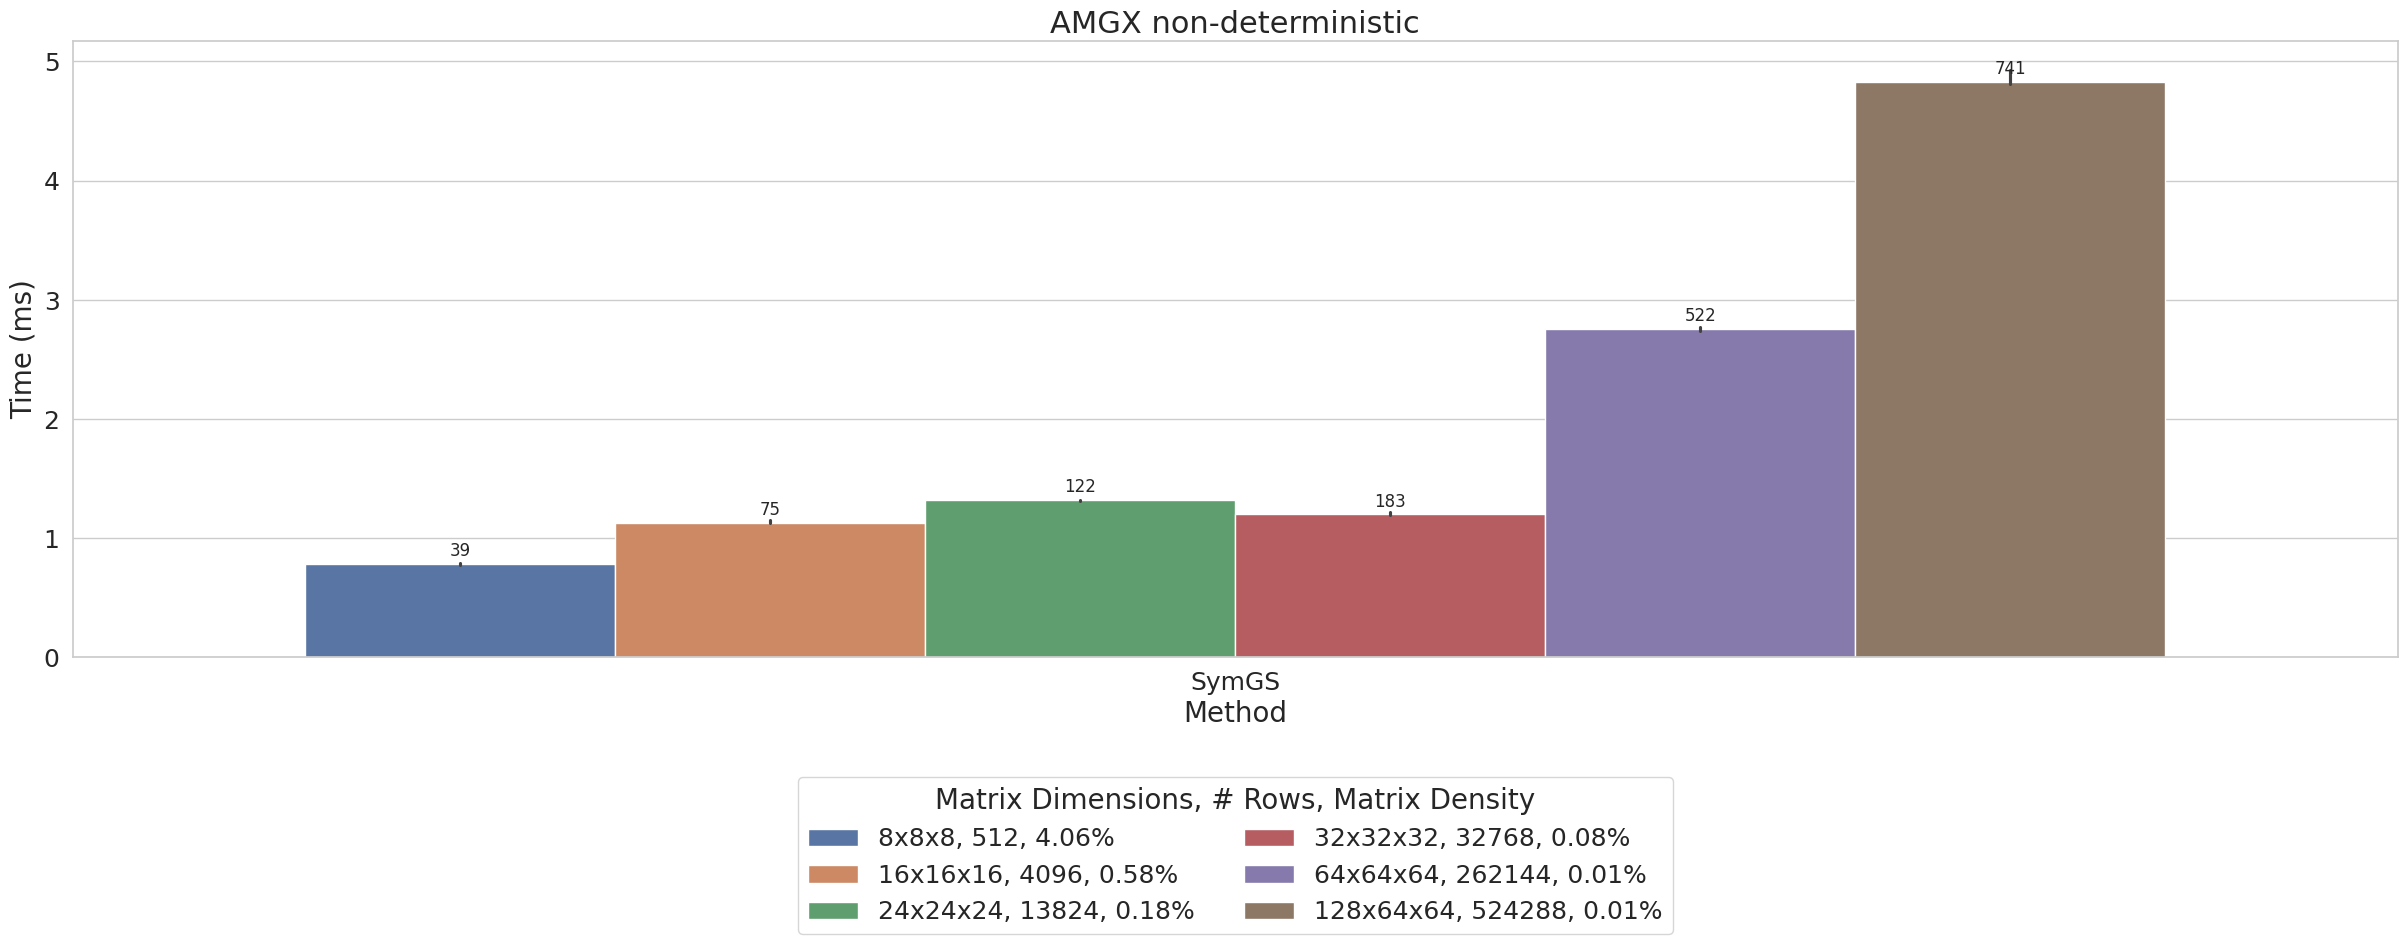 AMGX non-deterministic
Time (ms)
5
4
3
2
1
0
39
75
122
183
522
741
SymGS
Method
Matrix Dimensions, # Rows, Matrix Density
8x8x8, 512, 4.06%
16x16x16, 4096, 0.58%
24x24x24, 13824, 0.18%
32x32x32, 32768, 0.08%
64x64x64, 262144, 0.01%
128x64x64, 524288, 0.01%